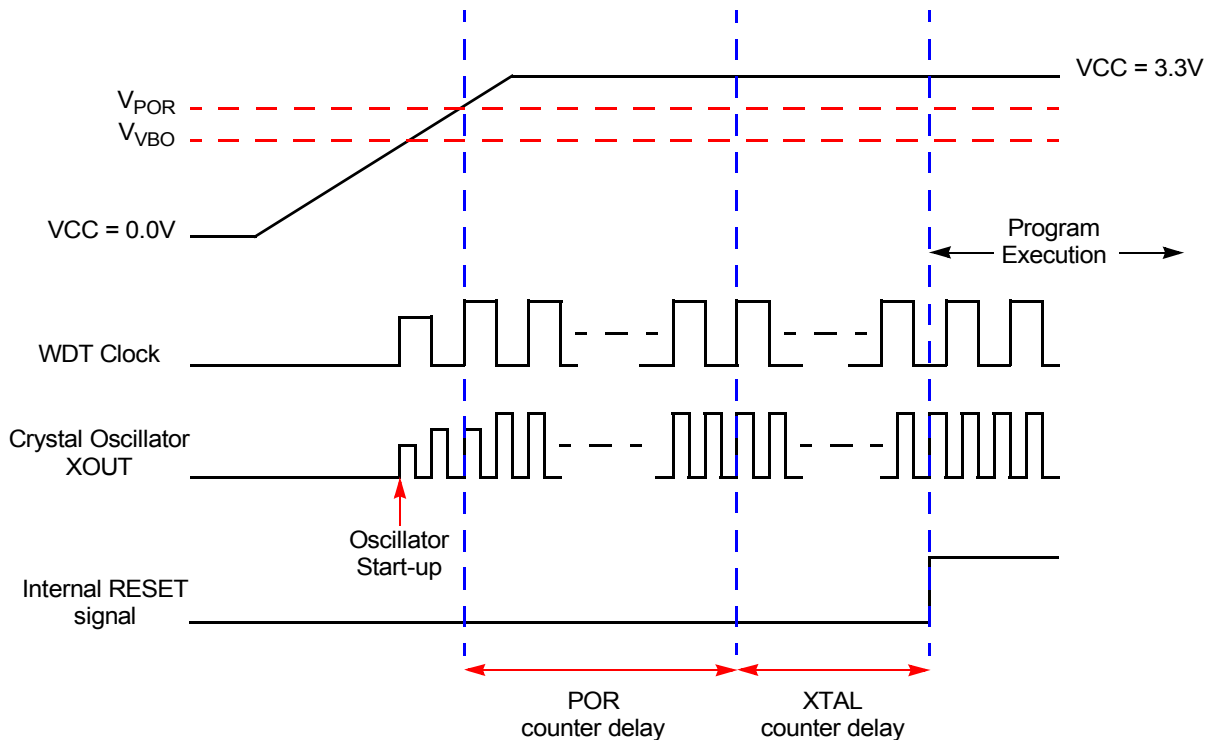 VCC = 3.3V
VPOR
VVBO
VCC = 0.0V
Program
Execution
WDT Clock
Crystal Oscillator
XOUT
Oscillator
Start-up
Internal RESET
signal
POR
counter delay
XTAL
counter delay